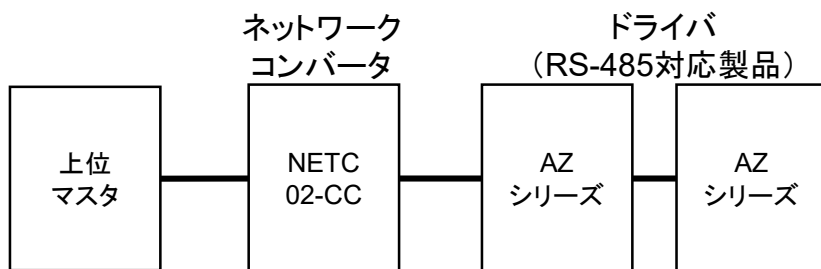 ネットワーク
コンバータ
ドライバ
（RS-485対応製品）
上位
マスタ
NETC
02-CC
AZ
シリーズ
AZ
シリーズ